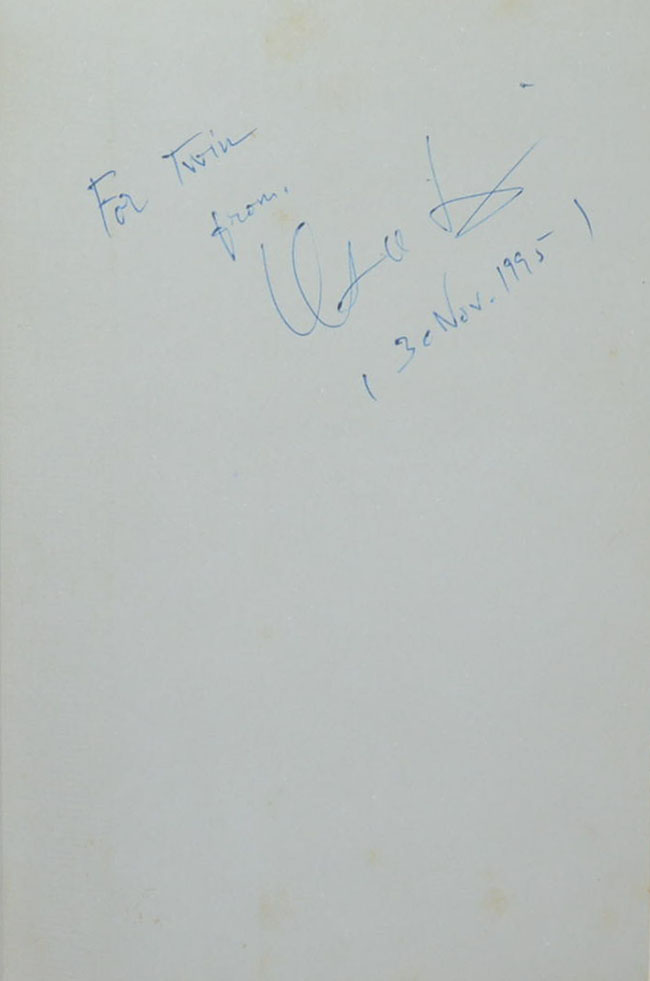 For Twin
from,
(30 Nov. 1995)